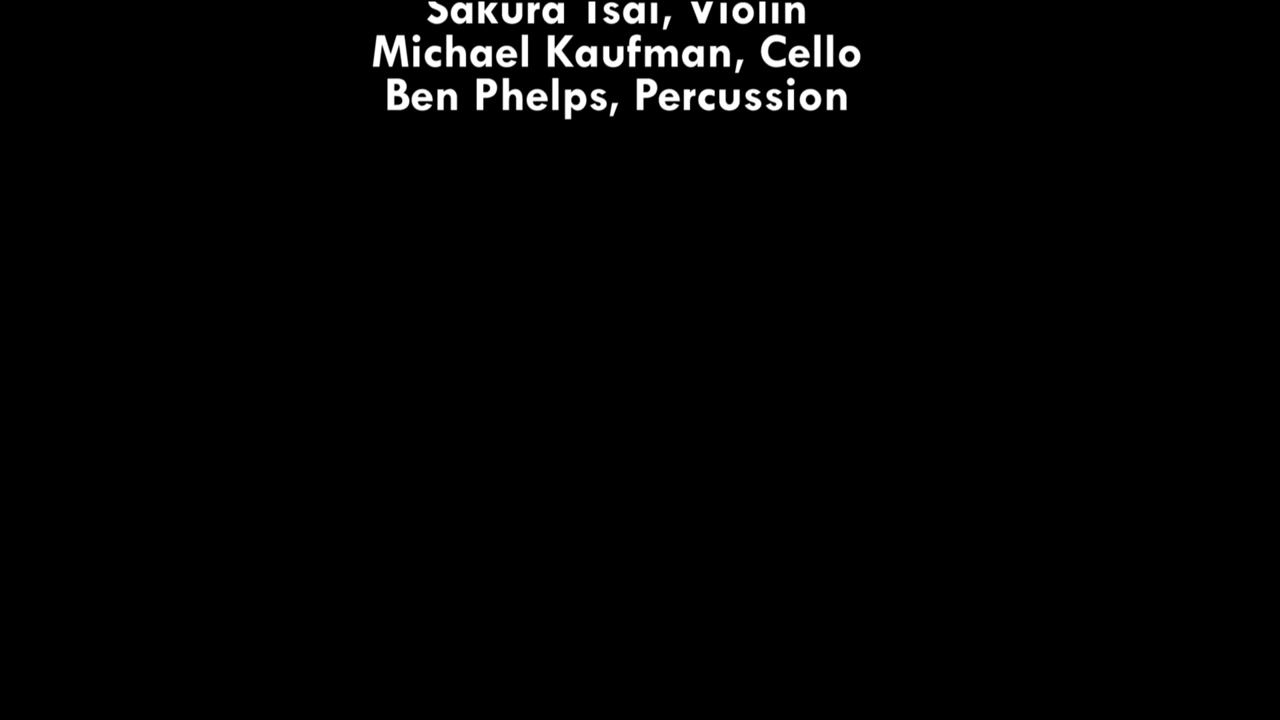 Sakura Tsai, Violin
Michael Kaufman, Cello
Ben Phelps, Percussion